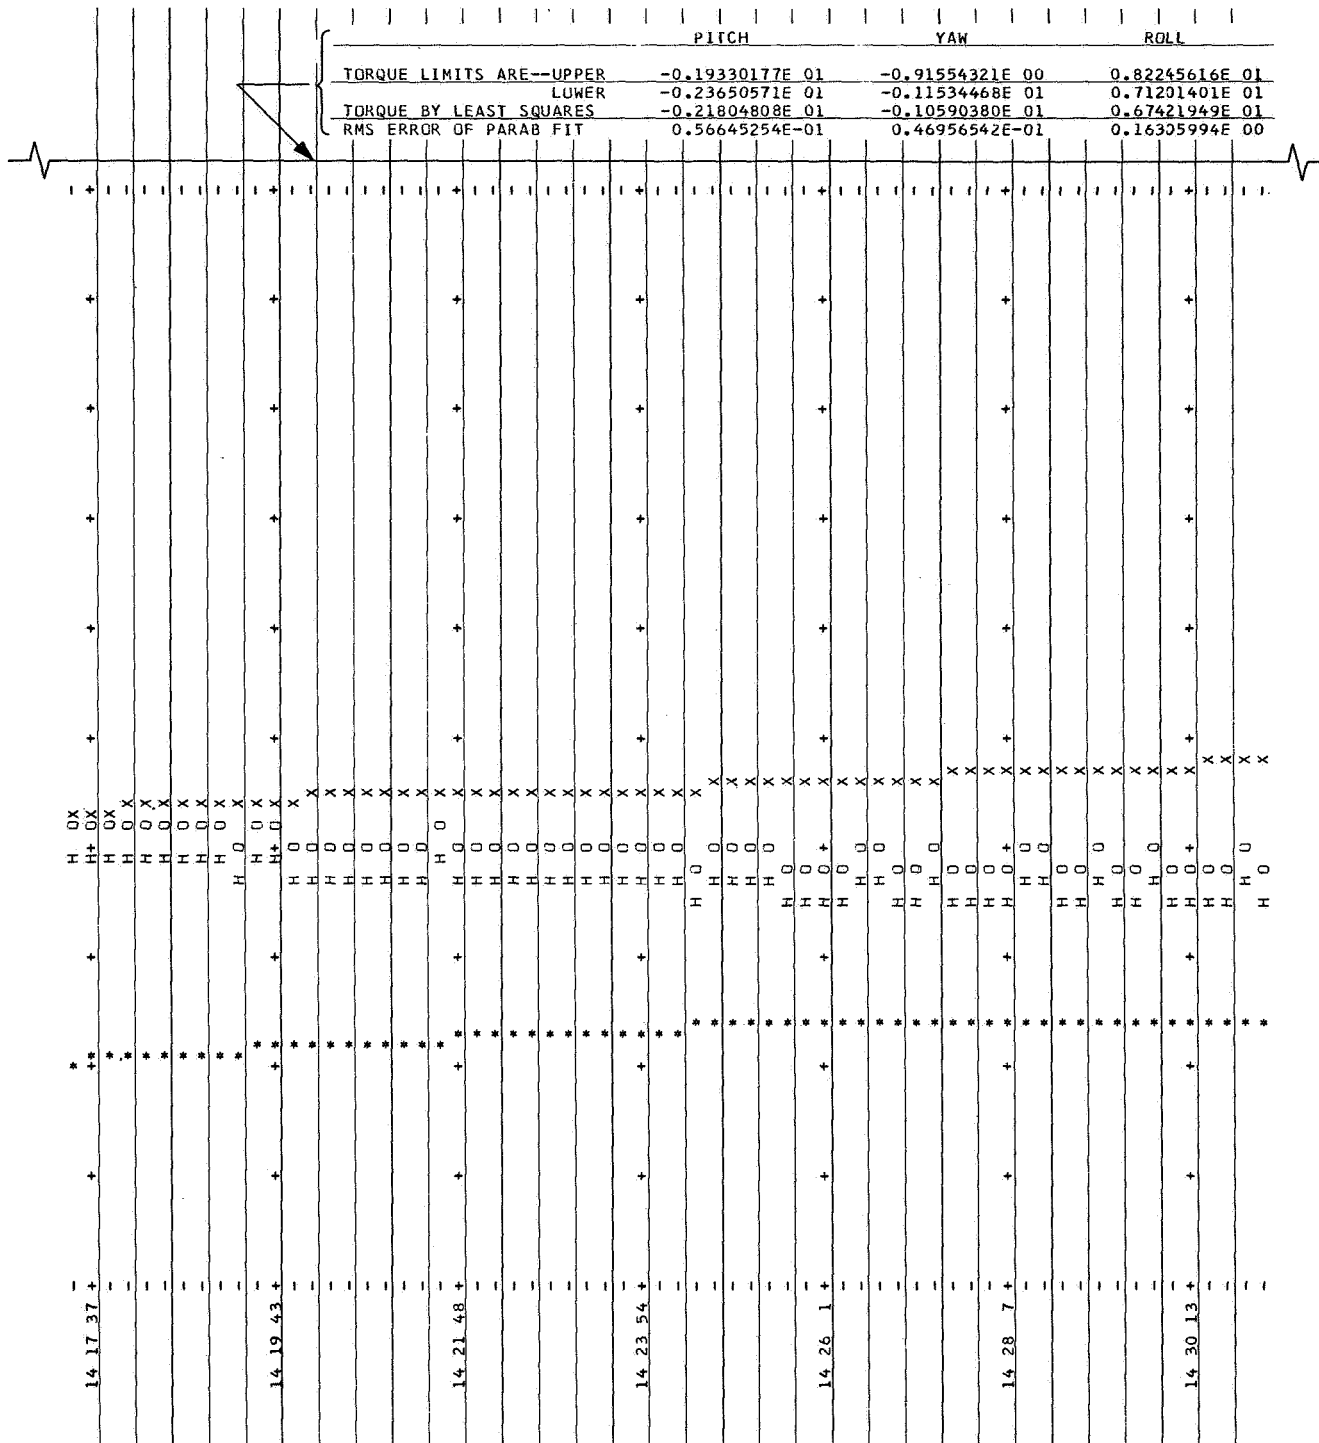 PITCH YAW ROLL
TORQUE LIMITS ARE--UPPER -0.19330177E 01 -0.91554321E 00 0.82245616E 01
LOWER -0.23650571E 01 -0.11534468E 01 0.71201401E 01
TORQUE BY LEAST SQUARES -0.21804808E 01 -0.10590380E 01 0.67421949E 01
RMS ERROR OF PARAB FIT 0.56645254E-01 0.46956542E-01 0.16305994E 00
14 17 37
14 19 43
14 21 48
14 23 54
14 26 1
14 28 7
14 30 13